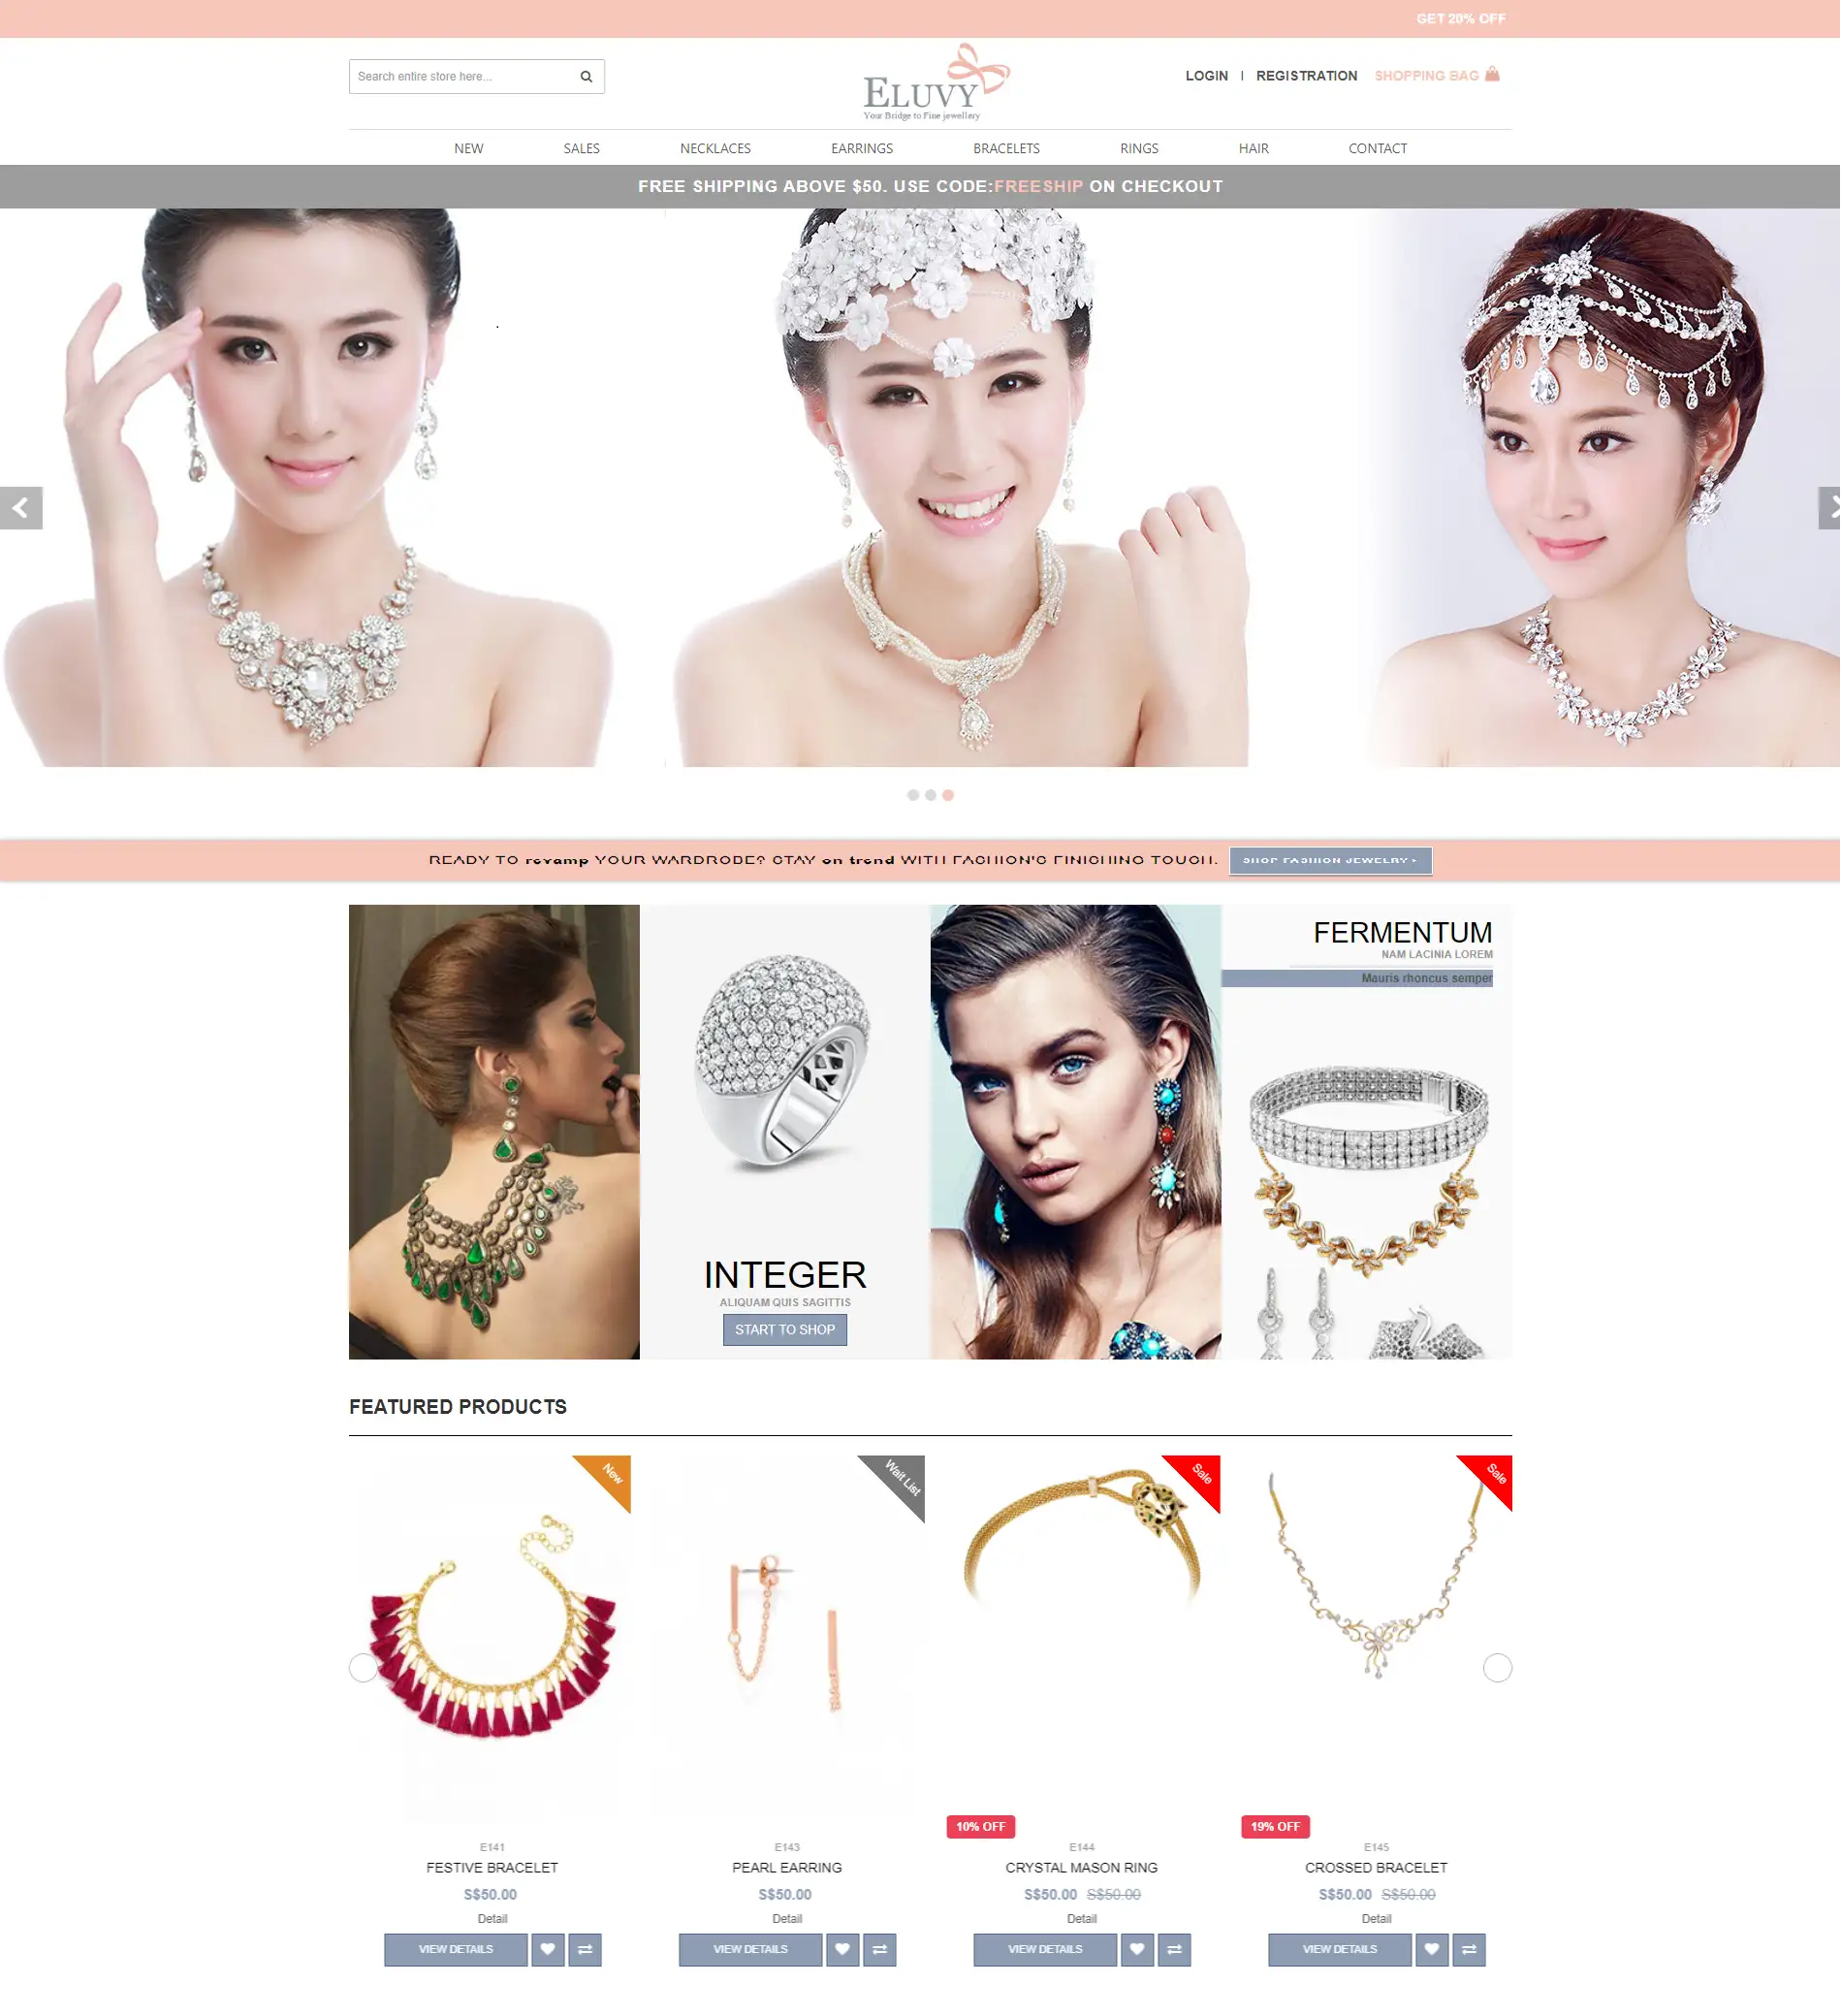 GET 20% OFF
Search entire store here...
ELUVY
Your Bridge to Fine jewellery
LOGIN | REGISTRATION SHOPPING BAG
NEW SALES NECKLACES EARRINGS BRACELETS RINGS HAIR CONTACT
FREE SHIPPING ABOVE $50. USE CODE:FREESHIP ON CHECKOUT
READY TO revamp YOUR WARDROBE? STAY on trend WITH FASHION'S FINISHING TOUCH. SHOP FASHION JEWELRY ▸
FERMENTUM
NAM LACINIA LOREM
Mauris rhoncus semper
INTEGER
ALIQUAM QUIS SAGITTIS
START TO SHOP
FEATURED PRODUCTS
New Wait List Sale Sale
10% OFF 19% OFF
E141 E143 E144 E145
FESTIVE BRACELET PEARL EARRING CRYSTAL MASON RING CROSSED BRACELET
S$50.00 S$50.00 S$50.00 S$50.00 S$50.00 S$50.00
Detail Detail Detail Detail
VIEW DETAILS VIEW DETAILS VIEW DETAILS VIEW DETAILS